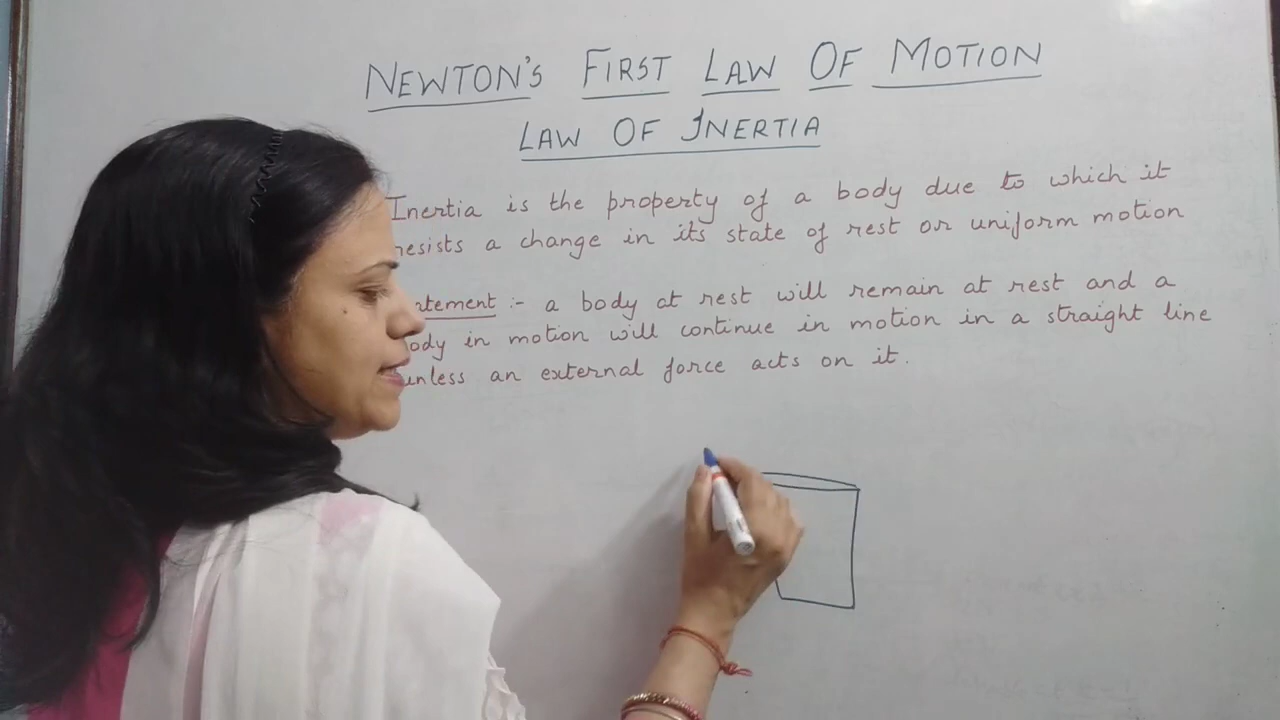 NEWTON'S FIRST LAW OF MOTION
LAW OF INERTIA
Inertia is the property of a body due to which it
resists a change in its state of rest or uniform motion
tement :- a body at rest will remain at rest and a
ody in motion will continue in motion in a straight line
unless an external force acts on it.